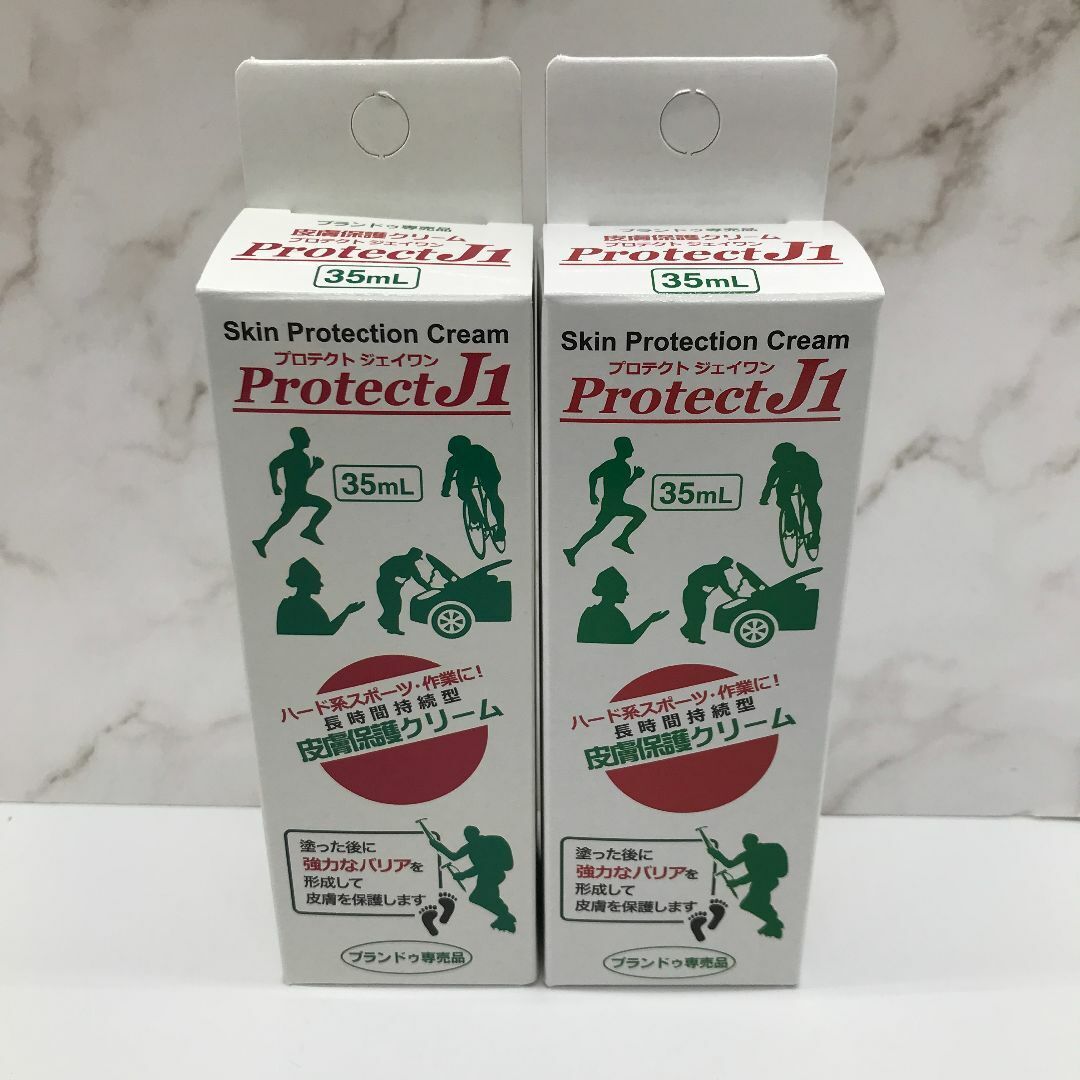 ブランドゥ専売品
皮膚保護クリーム
プロテクト ジェイワン
ProtectJ1
35mL
Skin Protection Cream
プロテクト ジェイワン
ProtectJ1
35mL
ハード系スポーツ・作業に!
長時間持続型
皮膚保護クリーム
塗った後に
強力なバリアを
形成して
皮膚を保護します
ブランドゥ専売品
ブランドゥ専売品
皮膚保護クリーム
プロテクト ジェイワン
ProtectJ1
35mL
Skin Protection Cream
プロテクト ジェイワン
ProtectJ1
35mL
ハード系スポーツ・作業に!
長時間持続型
皮膚保護クリーム
塗った後に
強力なバリアを
形成して
皮膚を保護します
ブランドゥ専売品